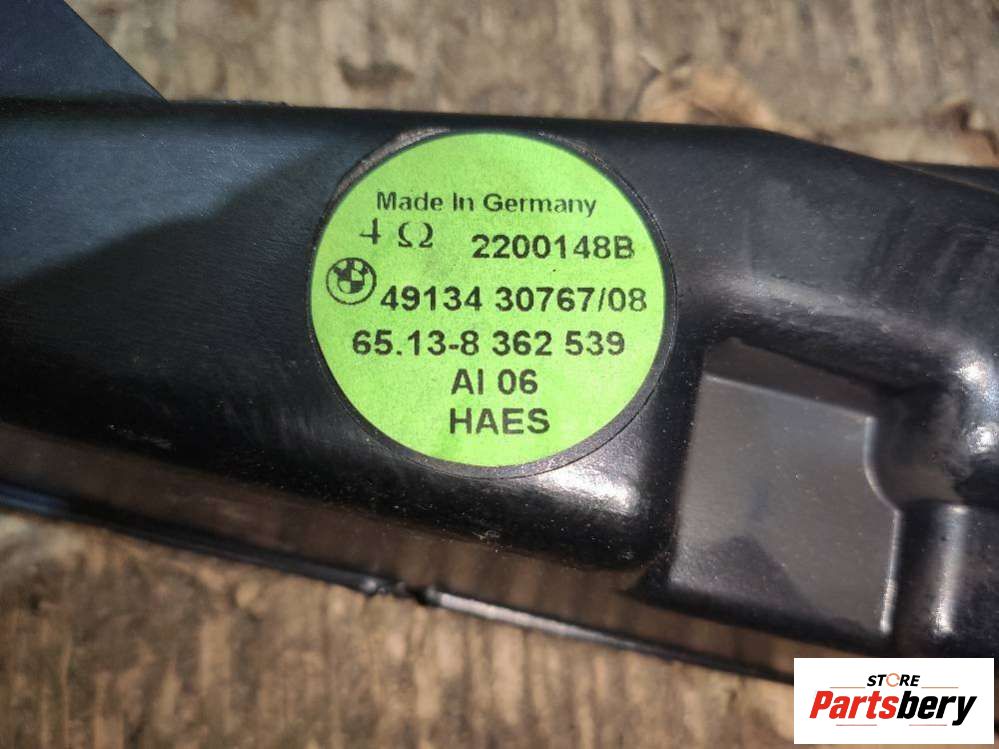 Made In Germany
4 Ω 2200148B
49134 30767/08
65.13-8 362 539
AI 06
HAES
STORE
Partsbery